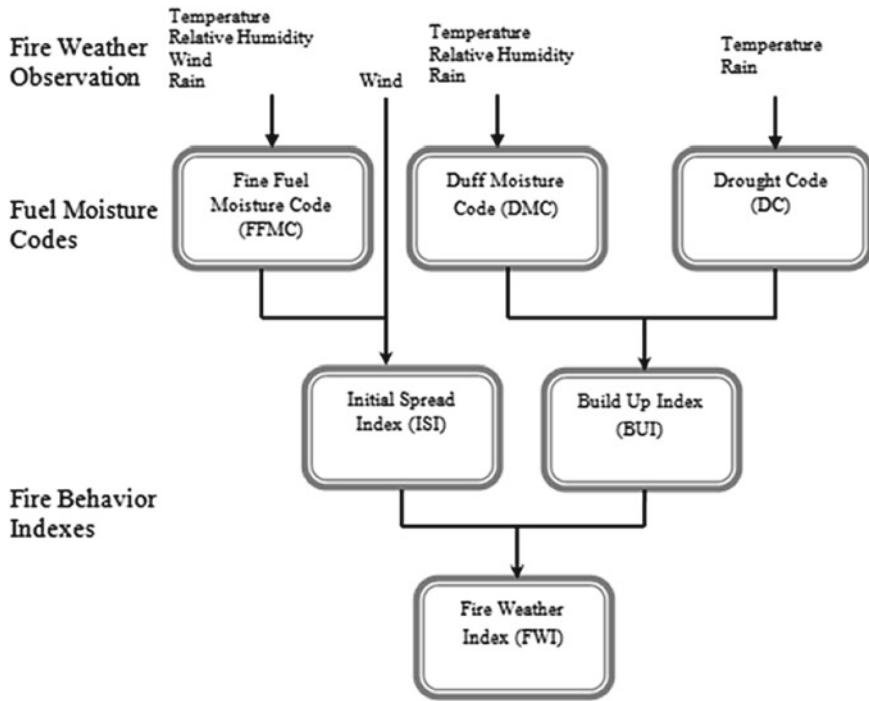 Fire Weather
Observation
Temperature
Relative Humidity
Wind
Rain
Wind
Temperature
Relative Humidity
Rain
Temperature
Rain
Fuel Moisture
Codes
Fine Fuel
Moisture Code
(FFMC)
Duff Moisture
Code (DMC)
Drought Code
(DC)
Fire Behavior
Indexes
Initial Spread
Index (ISI)
Build Up Index
(BUI)
Fire Weather
Index (FWI)